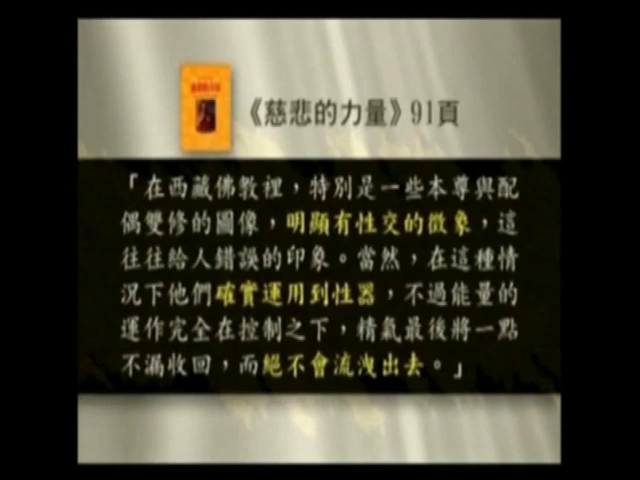 《慈悲的力量》91頁
「在西藏佛教裡，特別是一些本尊與配
偶雙修的圖像，明顯有性交的徵象，這
往往給人錯誤的印象。當然，在這種情
況下他們確實運用到性器，不過能量的
運作完全在控制之下，精氣最後將一點
不漏收回，而絕不會流洩出去。」